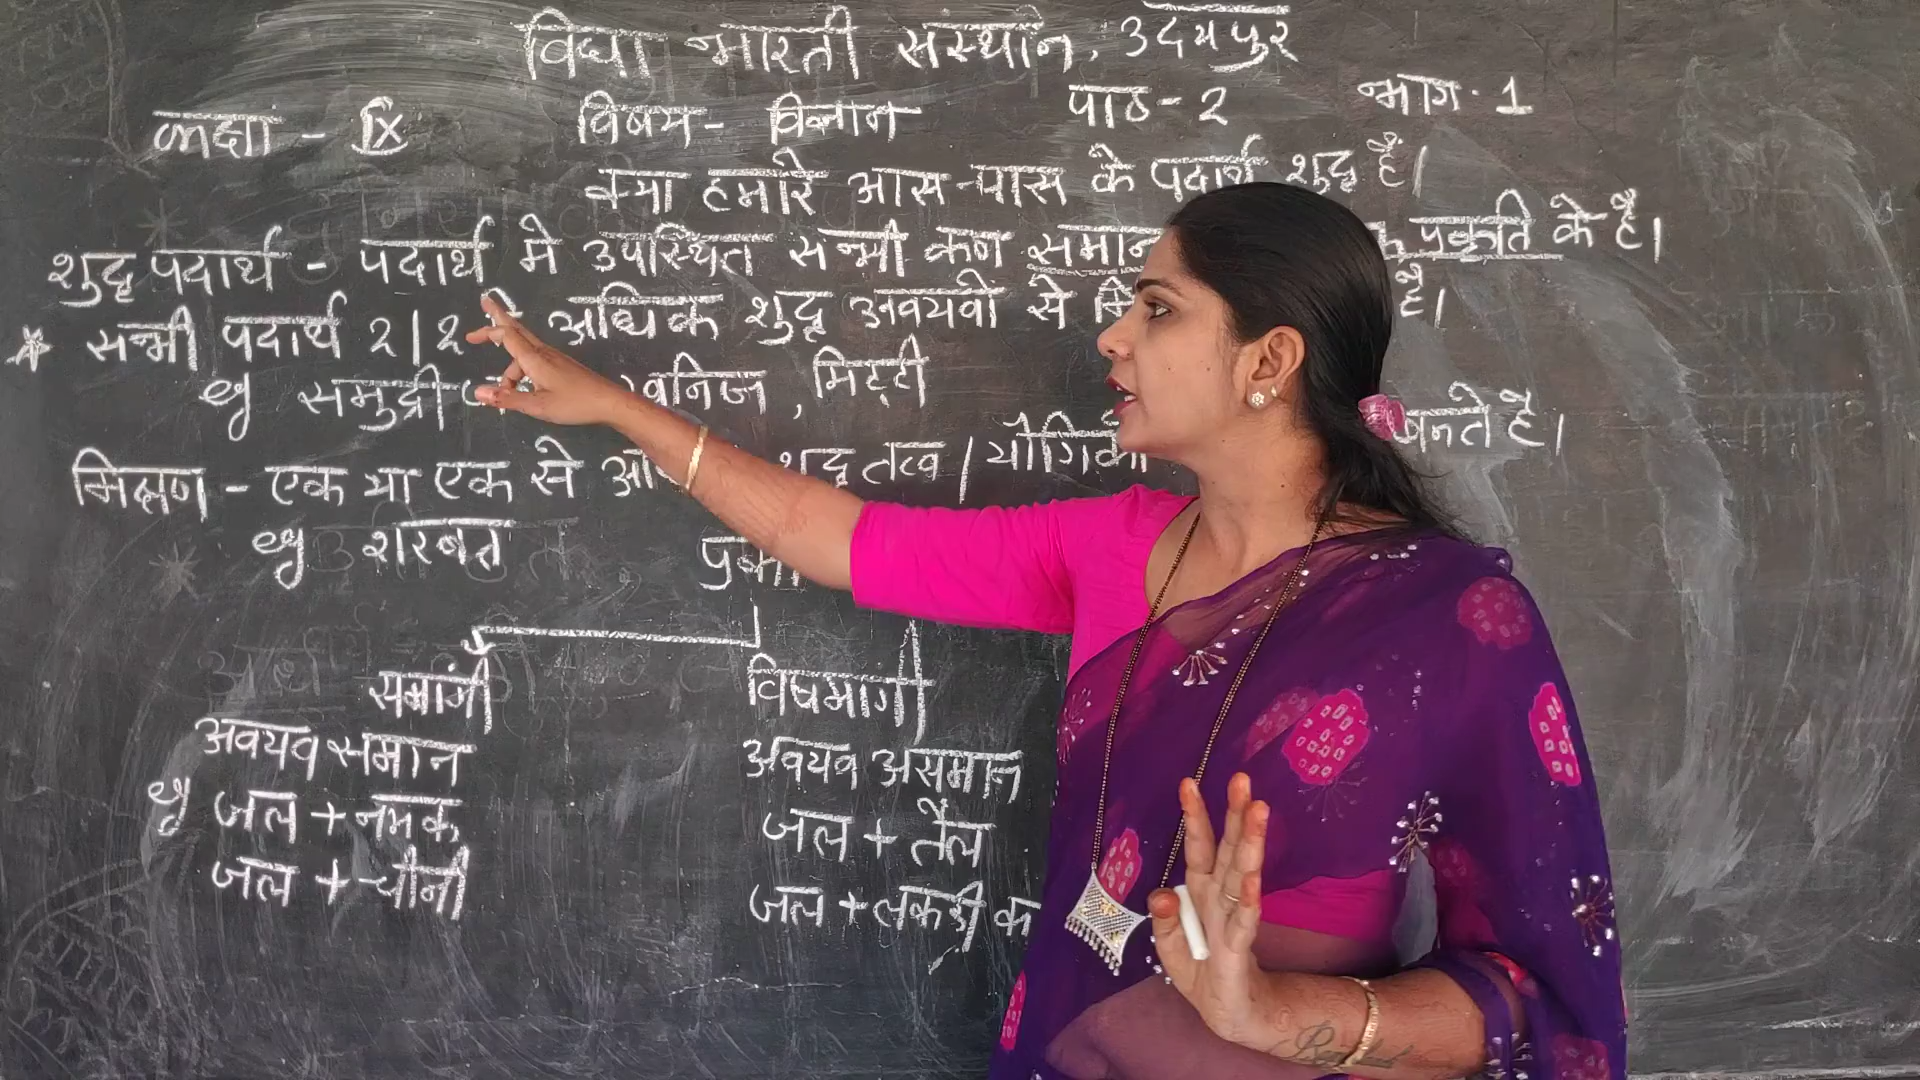 विद्या भारती संस्थान, उदयपुर
कक्षा - IX विषय - विज्ञान पाठ - 2 भाग · 1
क्या हमारे आस-पास के पदार्थ शुद्ध हैं।
शुद्ध पदार्थ - पदार्थ मे उपस्थित सभी कण समान प्रकृति के है।
* सभी पदार्थ 2 | 2 अधिक शुद्ध अवयवो से है।
eg समुद्री खनिज, मिट्टी
मिश्रण - एक या एक से शुद्ध तत्व / यौगिको बनते है।
eg शरबत
समांगी विषमांगी
अवयव समान अवयव असमान
eg जल + नमक जल + तैल
जल + चीनी जल + लकडी